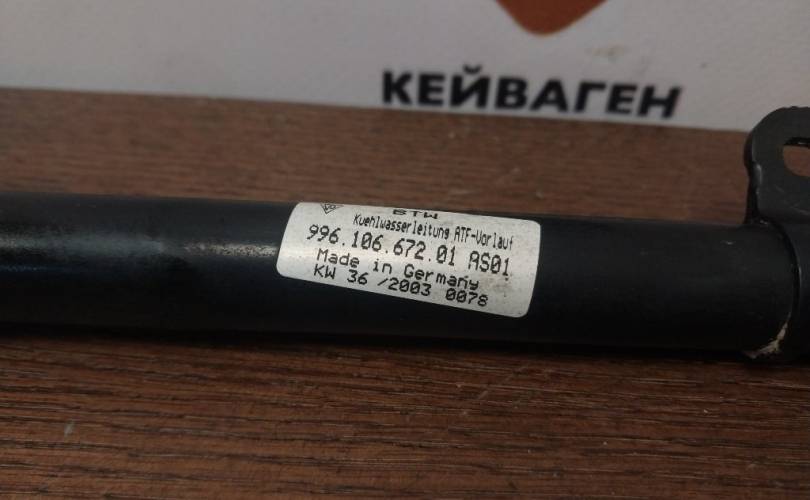 КЕЙВАГЕН
BTW
Kuehlwasserleitung ATF-Vorlauf
996.106.672.01 AS01
Made in Germany
KW 36 /2003 0078